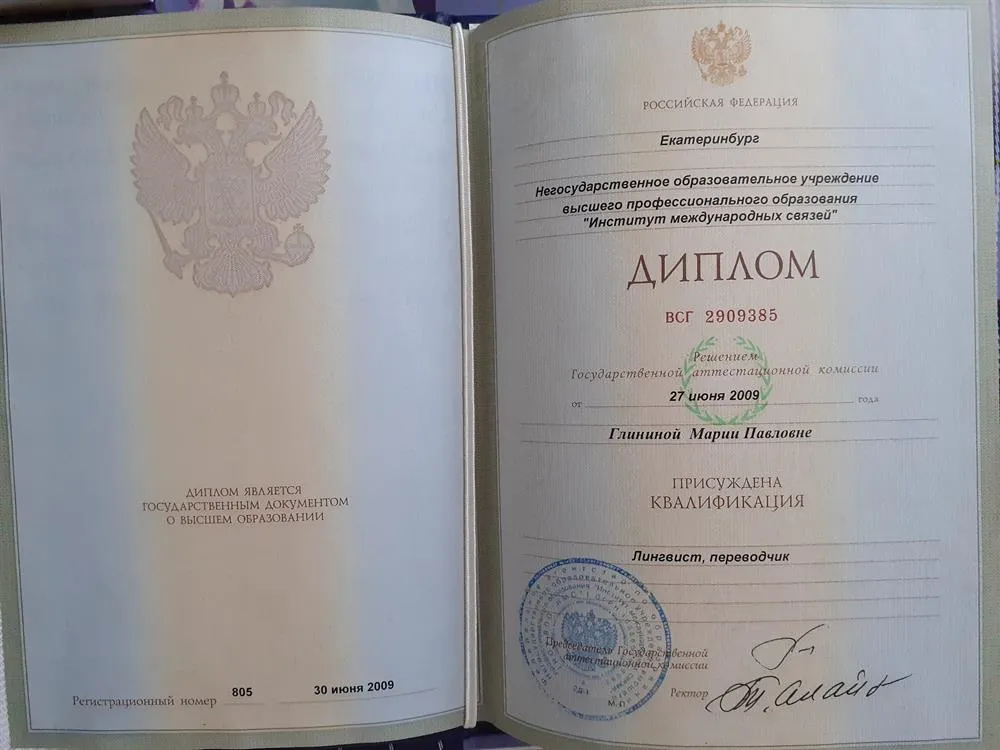 ДИПЛОМ ЯВЛЯЕТСЯ
ГОСУДАРСТВЕННЫМ ДОКУМЕНТОМ
О ВЫСШЕМ ОБРАЗОВАНИИ
Регистрационный номер 805 30 июня 2009
РОССИЙСКАЯ ФЕДЕРАЦИЯ
Екатеринбург
Негосударственное образовательное учреждение
высшего профессионального образования
"Институт международных связей"
ДИПЛОМ
ВСГ 2909385
Решением
Государственной аттестационной комиссии
от 27 июня 2009 года
Глининой Марии Павловне
ПРИСУЖДЕНА
КВАЛИФИКАЦИЯ
Лингвист, переводчик
Председатель Государственной
аттестационной комиссии
Ректор
М.П.